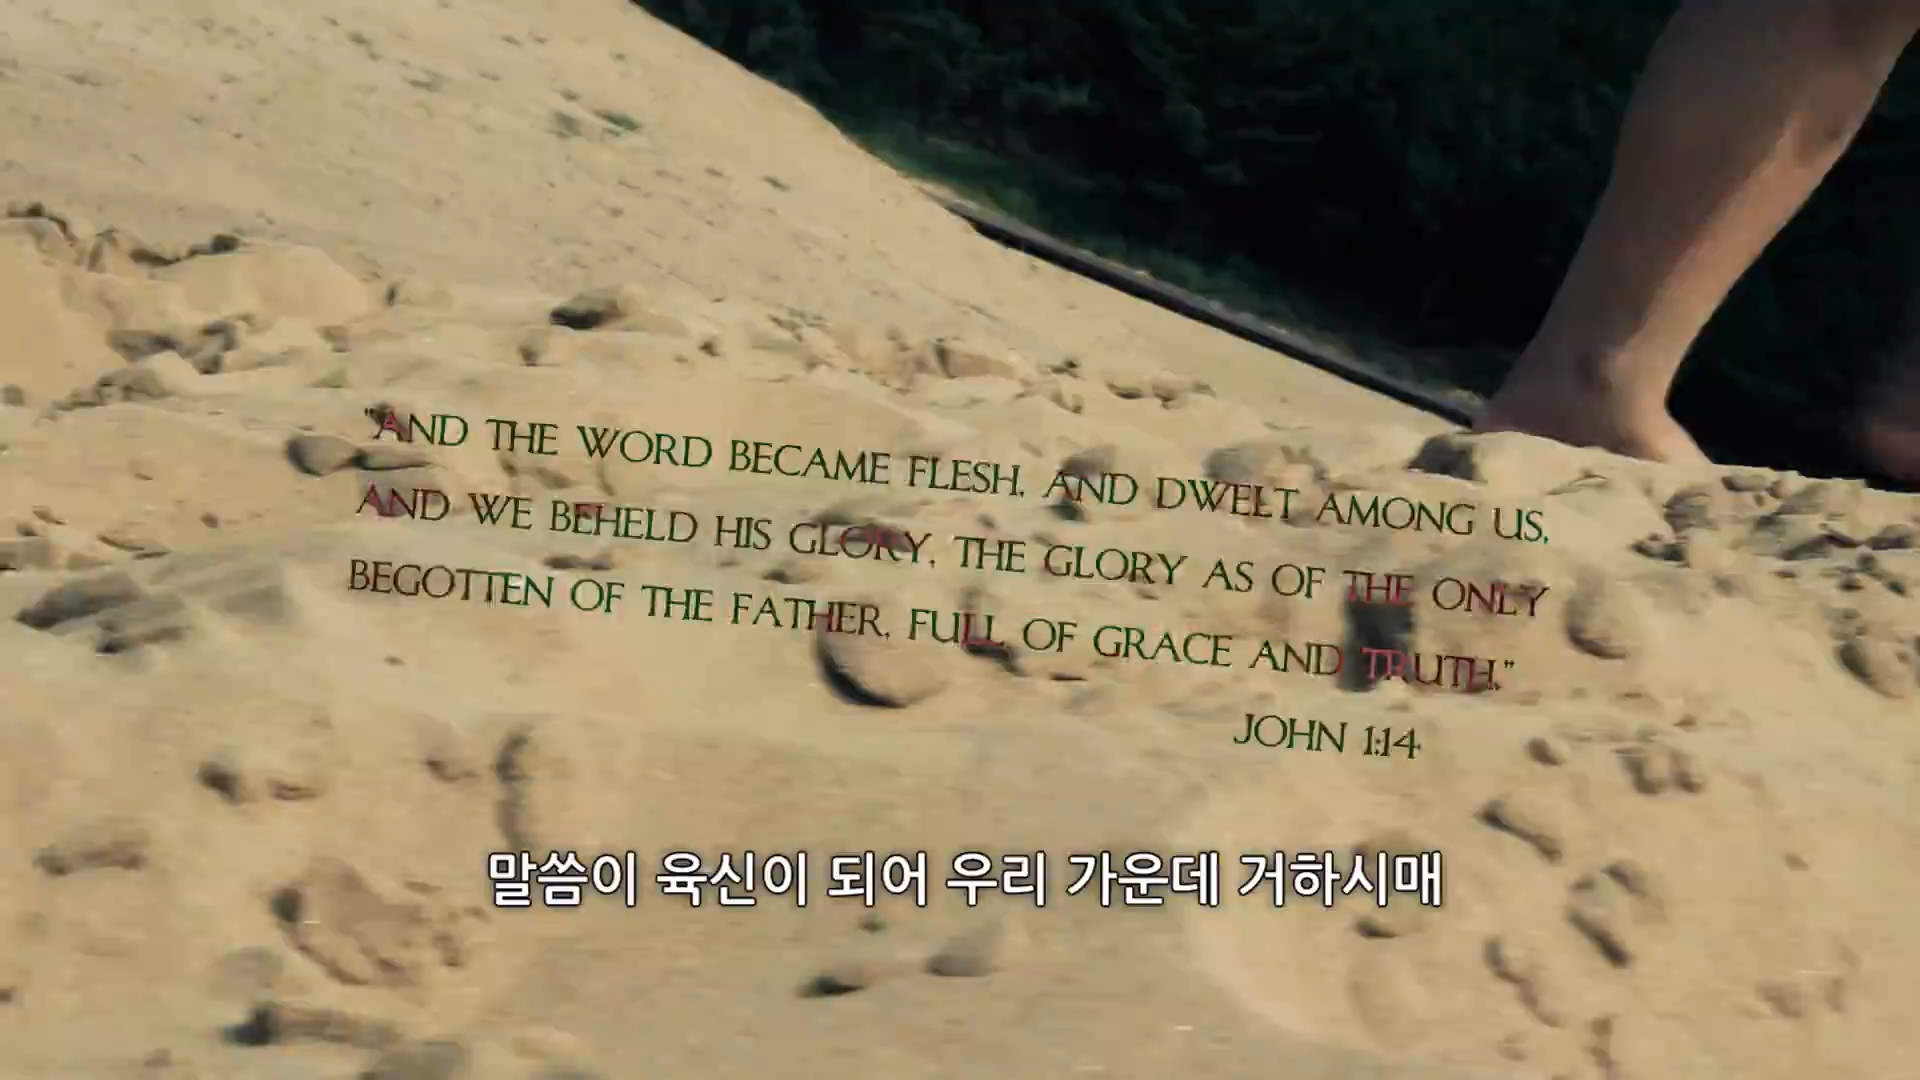 "AND THE WORD BECAME FLESH, AND DWELT AMONG US,
AND WE BEHELD HIS GLORY, THE GLORY AS OF THE ONLY
BEGOTTEN OF THE FATHER, FULL OF GRACE AND TRUTH."
JOHN 1:14
말씀이 육신이 되어 우리 가운데 거하시매